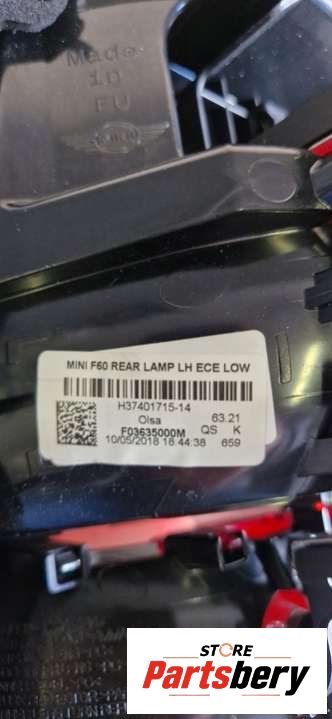 Made
in
EU
MINI
MINI F60 REAR LAMP LH ECE LOW
H37401715-14
Olsa 63.21
F03635000M QS K
10/05/2018 16:44:38 659
STORE
Partsbery